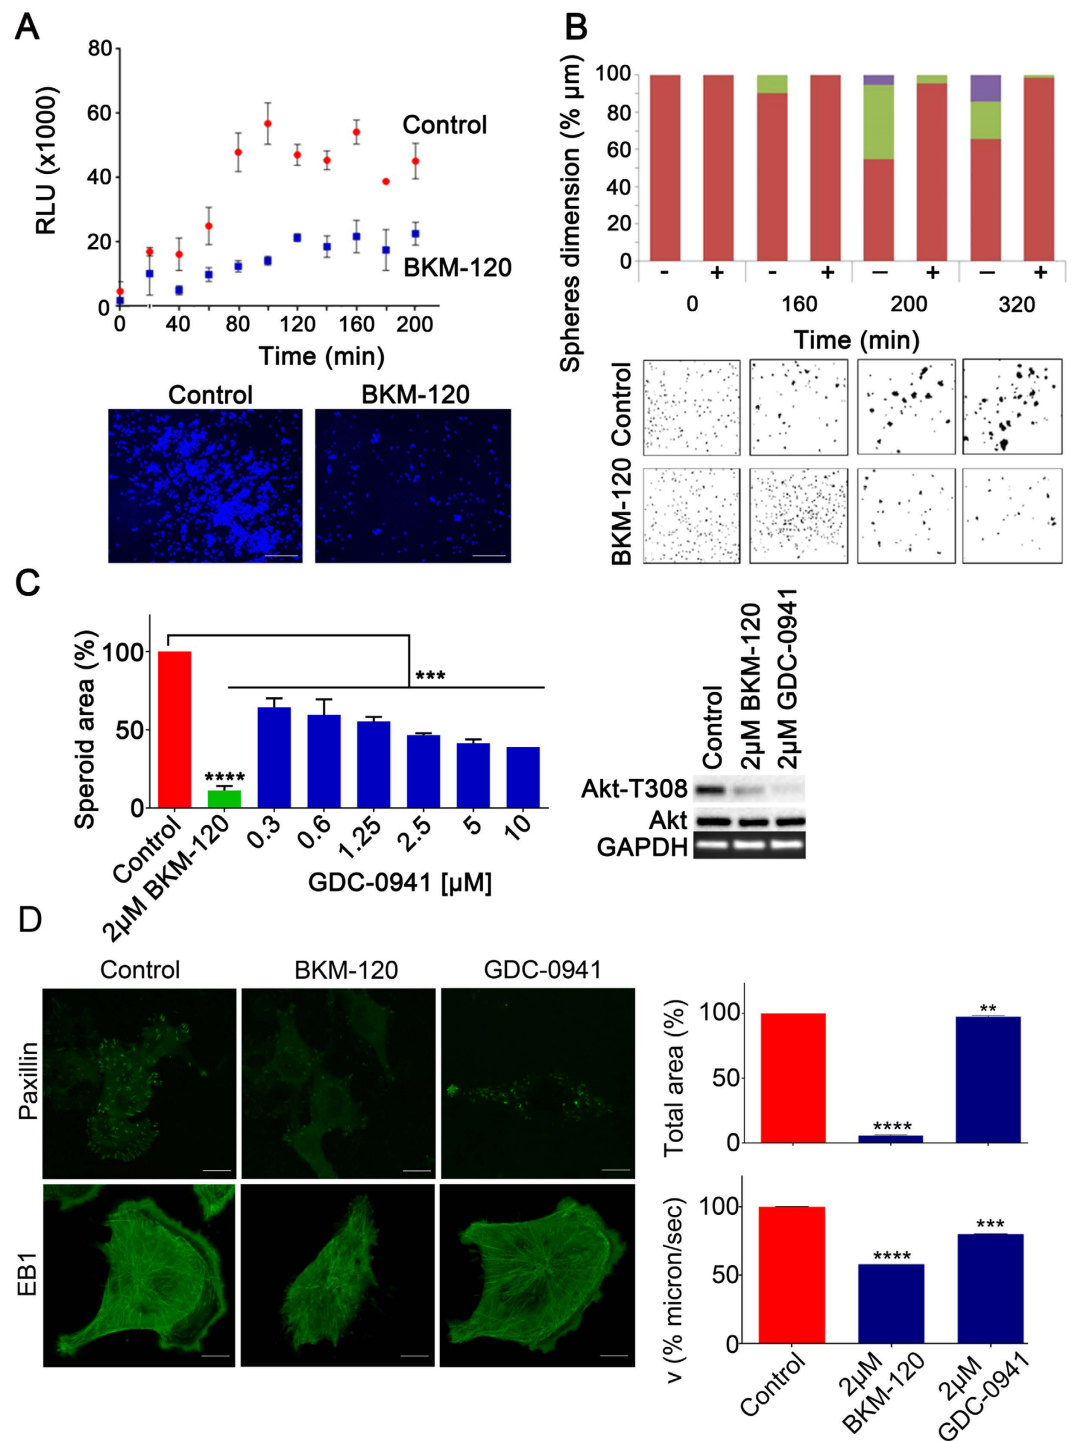 A
80
60
40
20
0
RLU (x1000)
Control
BKM-120
0 40 80 120 160 200
Time (min)
Control BKM-120
B
100
80
60
40
20
0
Spheres dimension (% µm)
- + - + – + – +
0 160 200 320
Time (min)
Control
BKM-120
C
Speroid area (%)
100
50
0
***
****
Control
2µM BKM-120
0.3
0.6
1.25
2.5
5
10
GDC-0941 [µM]
Control
2µM BKM-120
2µM GDC-0941
Akt-T308
Akt
GAPDH
D
Control BKM-120 GDC-0941
Paxillin
EB1
Total area (%)
100
50
0
****
**
v (% micron/sec)
100
50
0
****
***
Control
2µM
BKM-120
2µM
GDC-0941